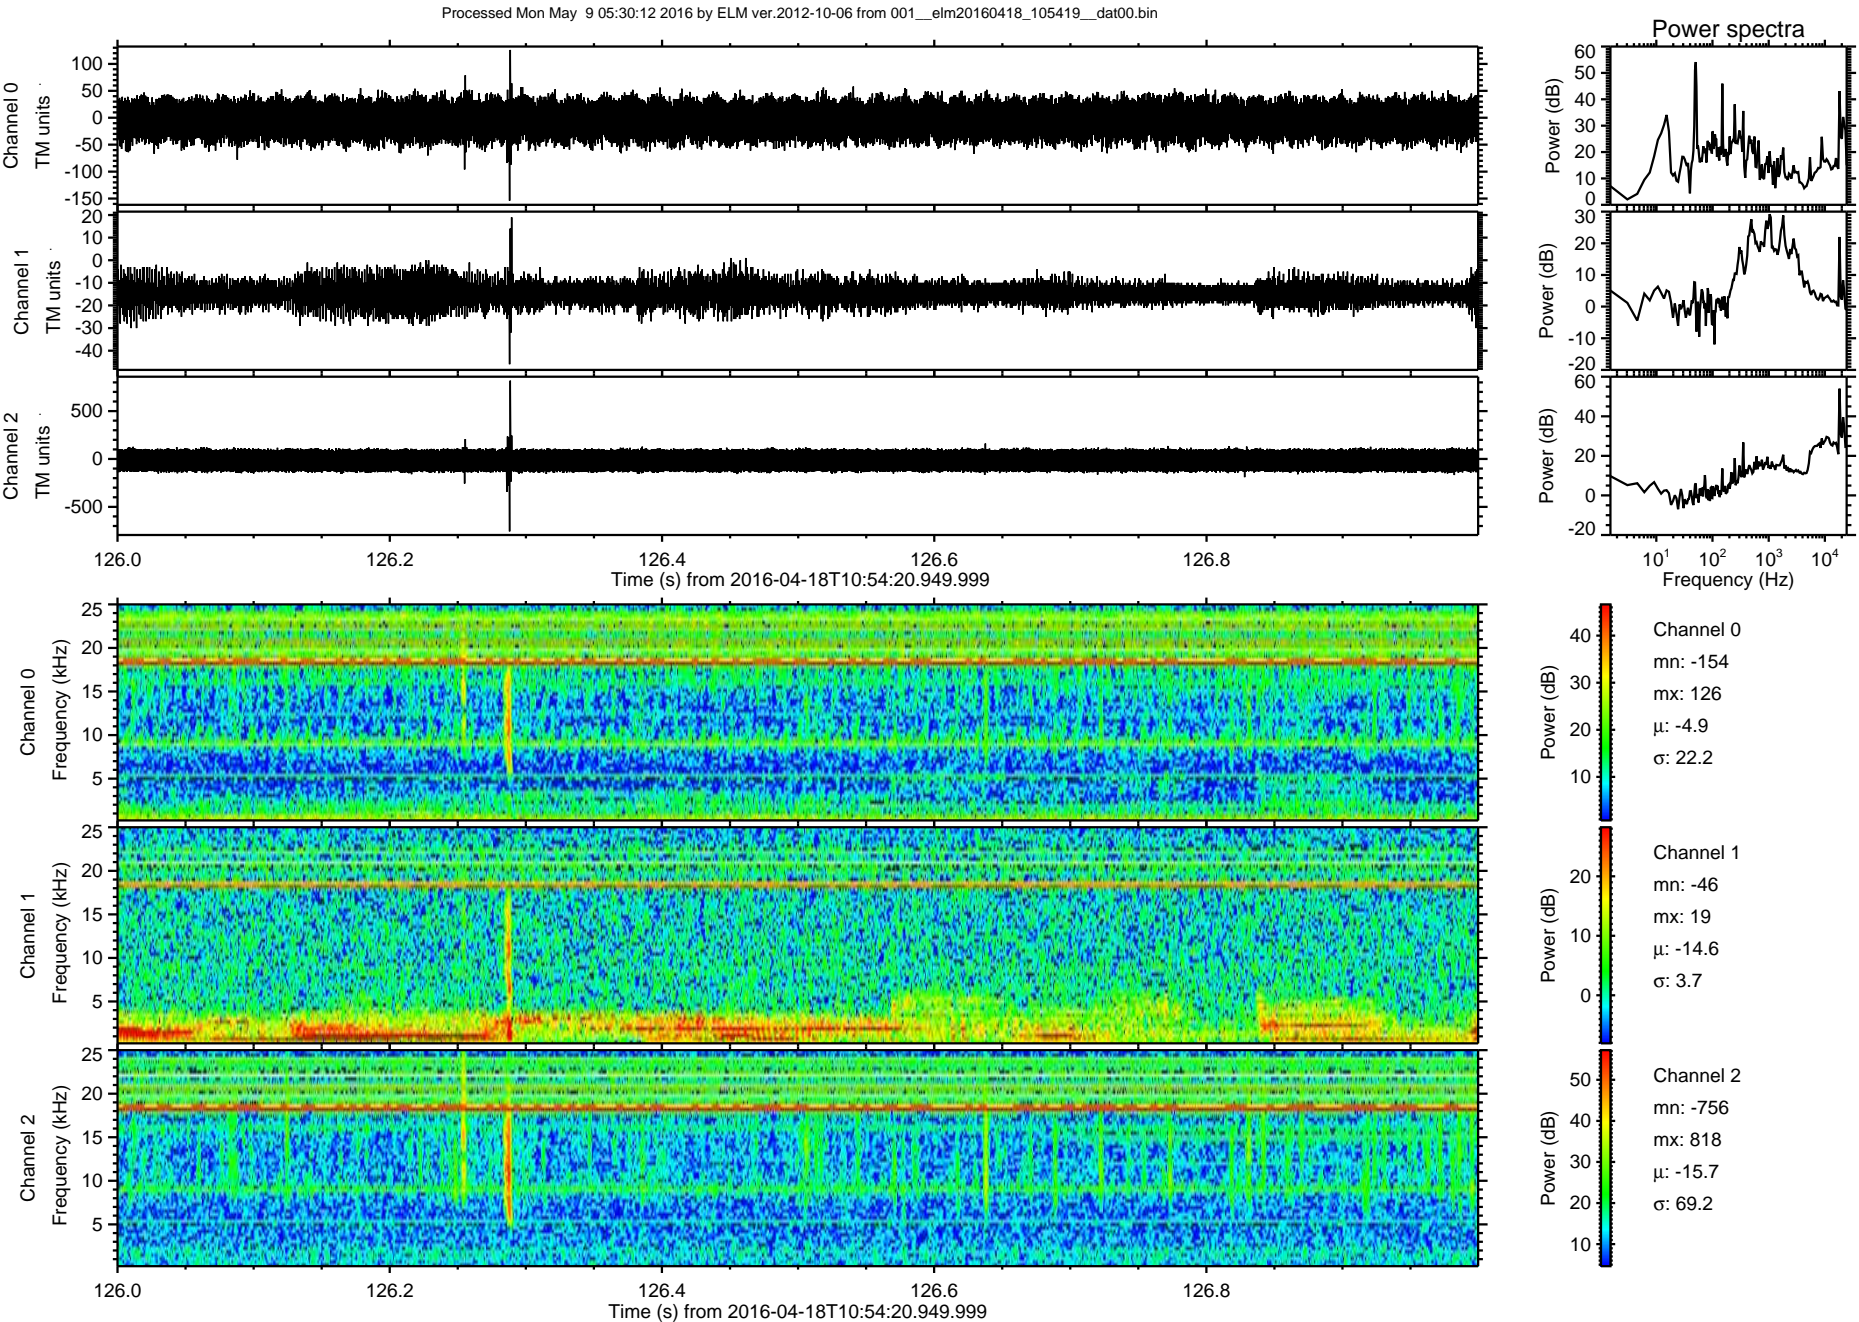 Processed Mon May  9 05:30:12 2016 by ELM ver.2012-10-06 from 001__elm20160418_105419__dat00.bin
Power spectra
Channel 0
TM units
100
50
0
-50
-100
-150
Power (dB)
60
50
40
30
20
10
0
Channel 1
TM units
20
10
0
-10
-20
-30
-40
Power (dB)
30
20
10
0
-10
-20
Channel 2
TM units
500
0
-500
Power (dB)
60
40
20
0
-20
126.0 126.2 126.4 126.6 126.8
Time (s) from 2016-04-18T10:54:20.949.999
10¹ 10² 10³ 10⁴
Frequency (Hz)
Channel 0
Frequency (kHz)
25
20
15
10
5
Power (dB)
40
30
20
10
Channel 0
mn: -154
mx: 126
μ: -4.9
σ: 22.2
Channel 1
Frequency (kHz)
25
20
15
10
5
Power (dB)
20
10
0
Channel 1
mn: -46
mx: 19
μ: -14.6
σ: 3.7
Channel 2
Frequency (kHz)
25
20
15
10
5
Power (dB)
50
40
30
20
10
Channel 2
mn: -756
mx: 818
μ: -15.7
σ: 69.2
126.0 126.2 126.4 126.6 126.8
Time (s) from 2016-04-18T10:54:20.949.999